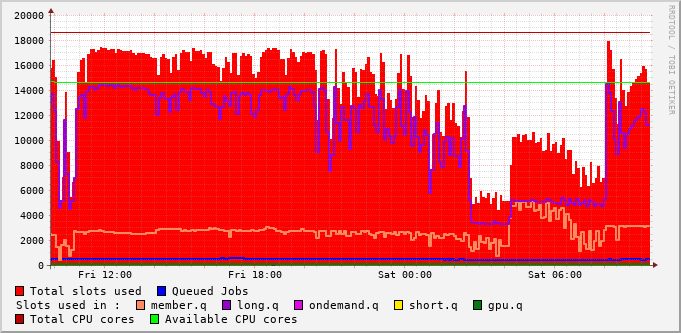 20000
18000
16000
14000
12000
10000
8000
6000
4000
2000
0
Fri 12:00 Fri 18:00 Sat 00:00 Sat 06:00
RRDTOOL / TOBI OETIKER
Total slots used Queued Jobs
Slots used in : member.q long.q ondemand.q short.q gpu.q
Total CPU cores Available CPU cores